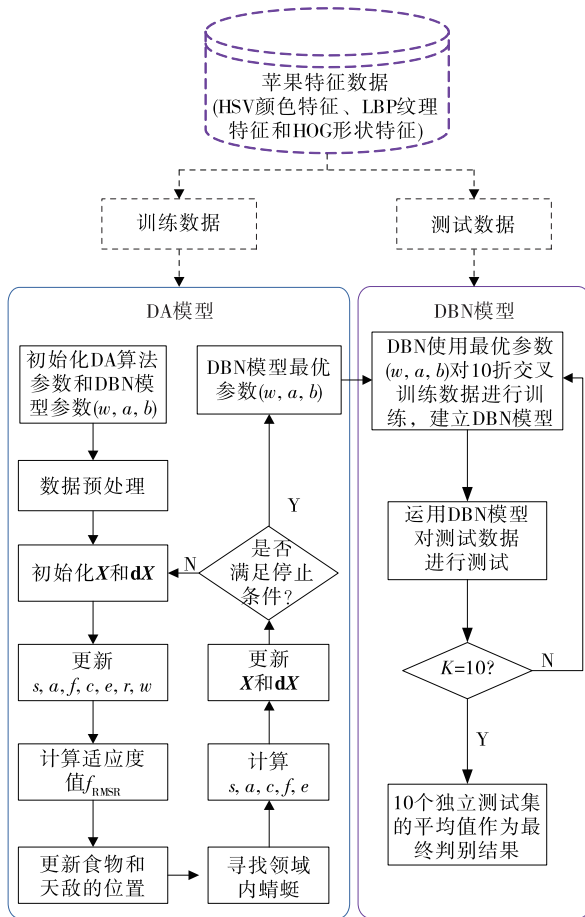 苹果特征数据
(HSV颜色特征、LBP纹理
特征和HOG形状特征)
训练数据
测试数据
DA模型
初始化DA算法
参数和DBN模
型参数(w, a, b)
数据预处理
初始化X和dX
更新
s, a, f, c, e, r, w
计算适应度
值fRMSR
更新食物和
天敌的位置
寻找领域
内蜻蜓
计算
s, a, c, f, e
更新
X和dX
是否
满足停止
条件?
N
Y
DBN模型最优
参数(w, a, b)
DBN模型
DBN使用最优参数
(w, a, b)对10折交叉
训练数据进行训
练，建立DBN模型
运用DBN模型
对测试数据
进行测试
K=10?
N
Y
10个独立测试集
的平均值作为最
终判别结果